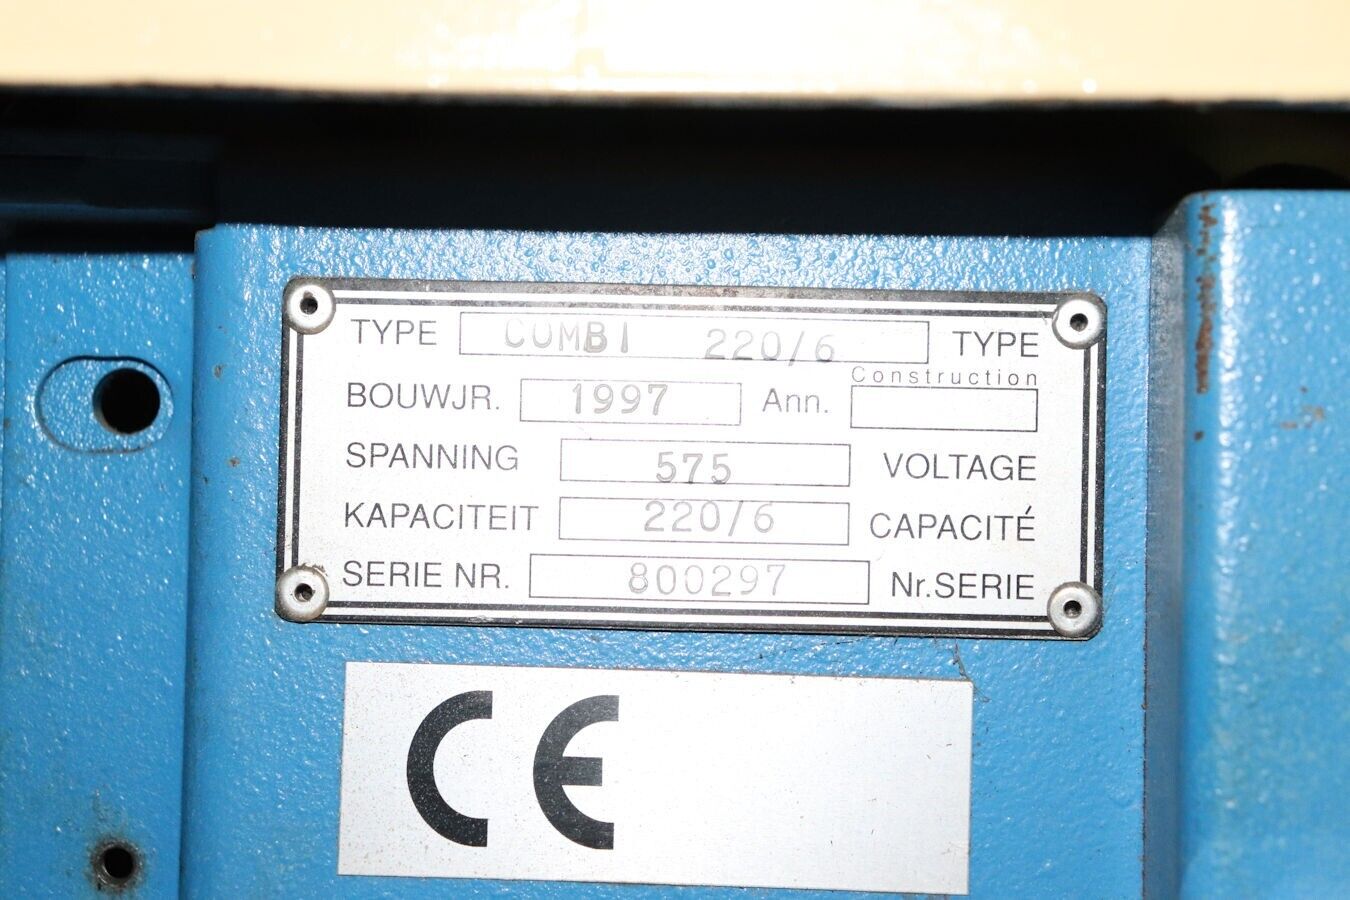 TYPE COMBI 220/6 TYPE
Construction
BOUWJR. 1997 Ann.
SPANNING 575 VOLTAGE
KAPACITEIT 220/6 CAPACITÉ
SERIE NR. 800297 Nr.SERIE
CE